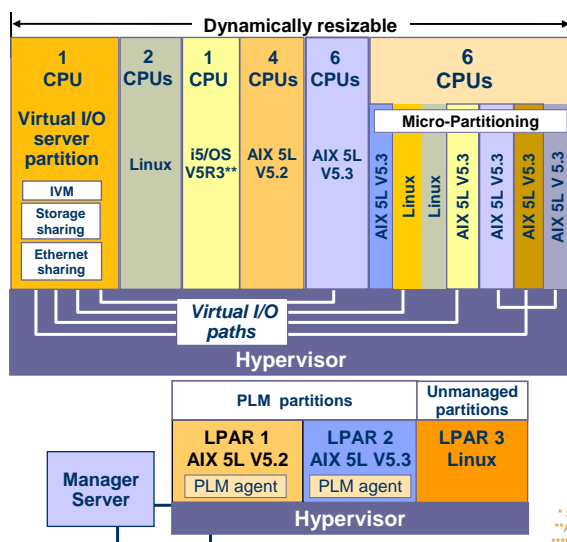 Dynamically resizable
1
CPU
2
CPUs
1
CPU
4
CPUs
6
CPUs
6
CPUs
Virtual I/O
server
partition
Linux
i5/OS
V5R3**
AIX 5L
V5.2
AIX 5L
V5.3
Micro-Partitioning
AIX 5L V5.3
Linux
Linux
AIX 5L V5.3
AIX 5L V5.3
AIX 5L V5.3
AIX 5L V5.3
IVM
Storage
sharing
Ethernet
sharing
Virtual I/O
paths
Hypervisor
PLM partitions
Unmanaged
partitions
LPAR 1
AIX 5L V5.2
PLM agent
LPAR 2
AIX 5L V5.3
PLM agent
LPAR 3
Linux
Manager
Server
Hypervisor